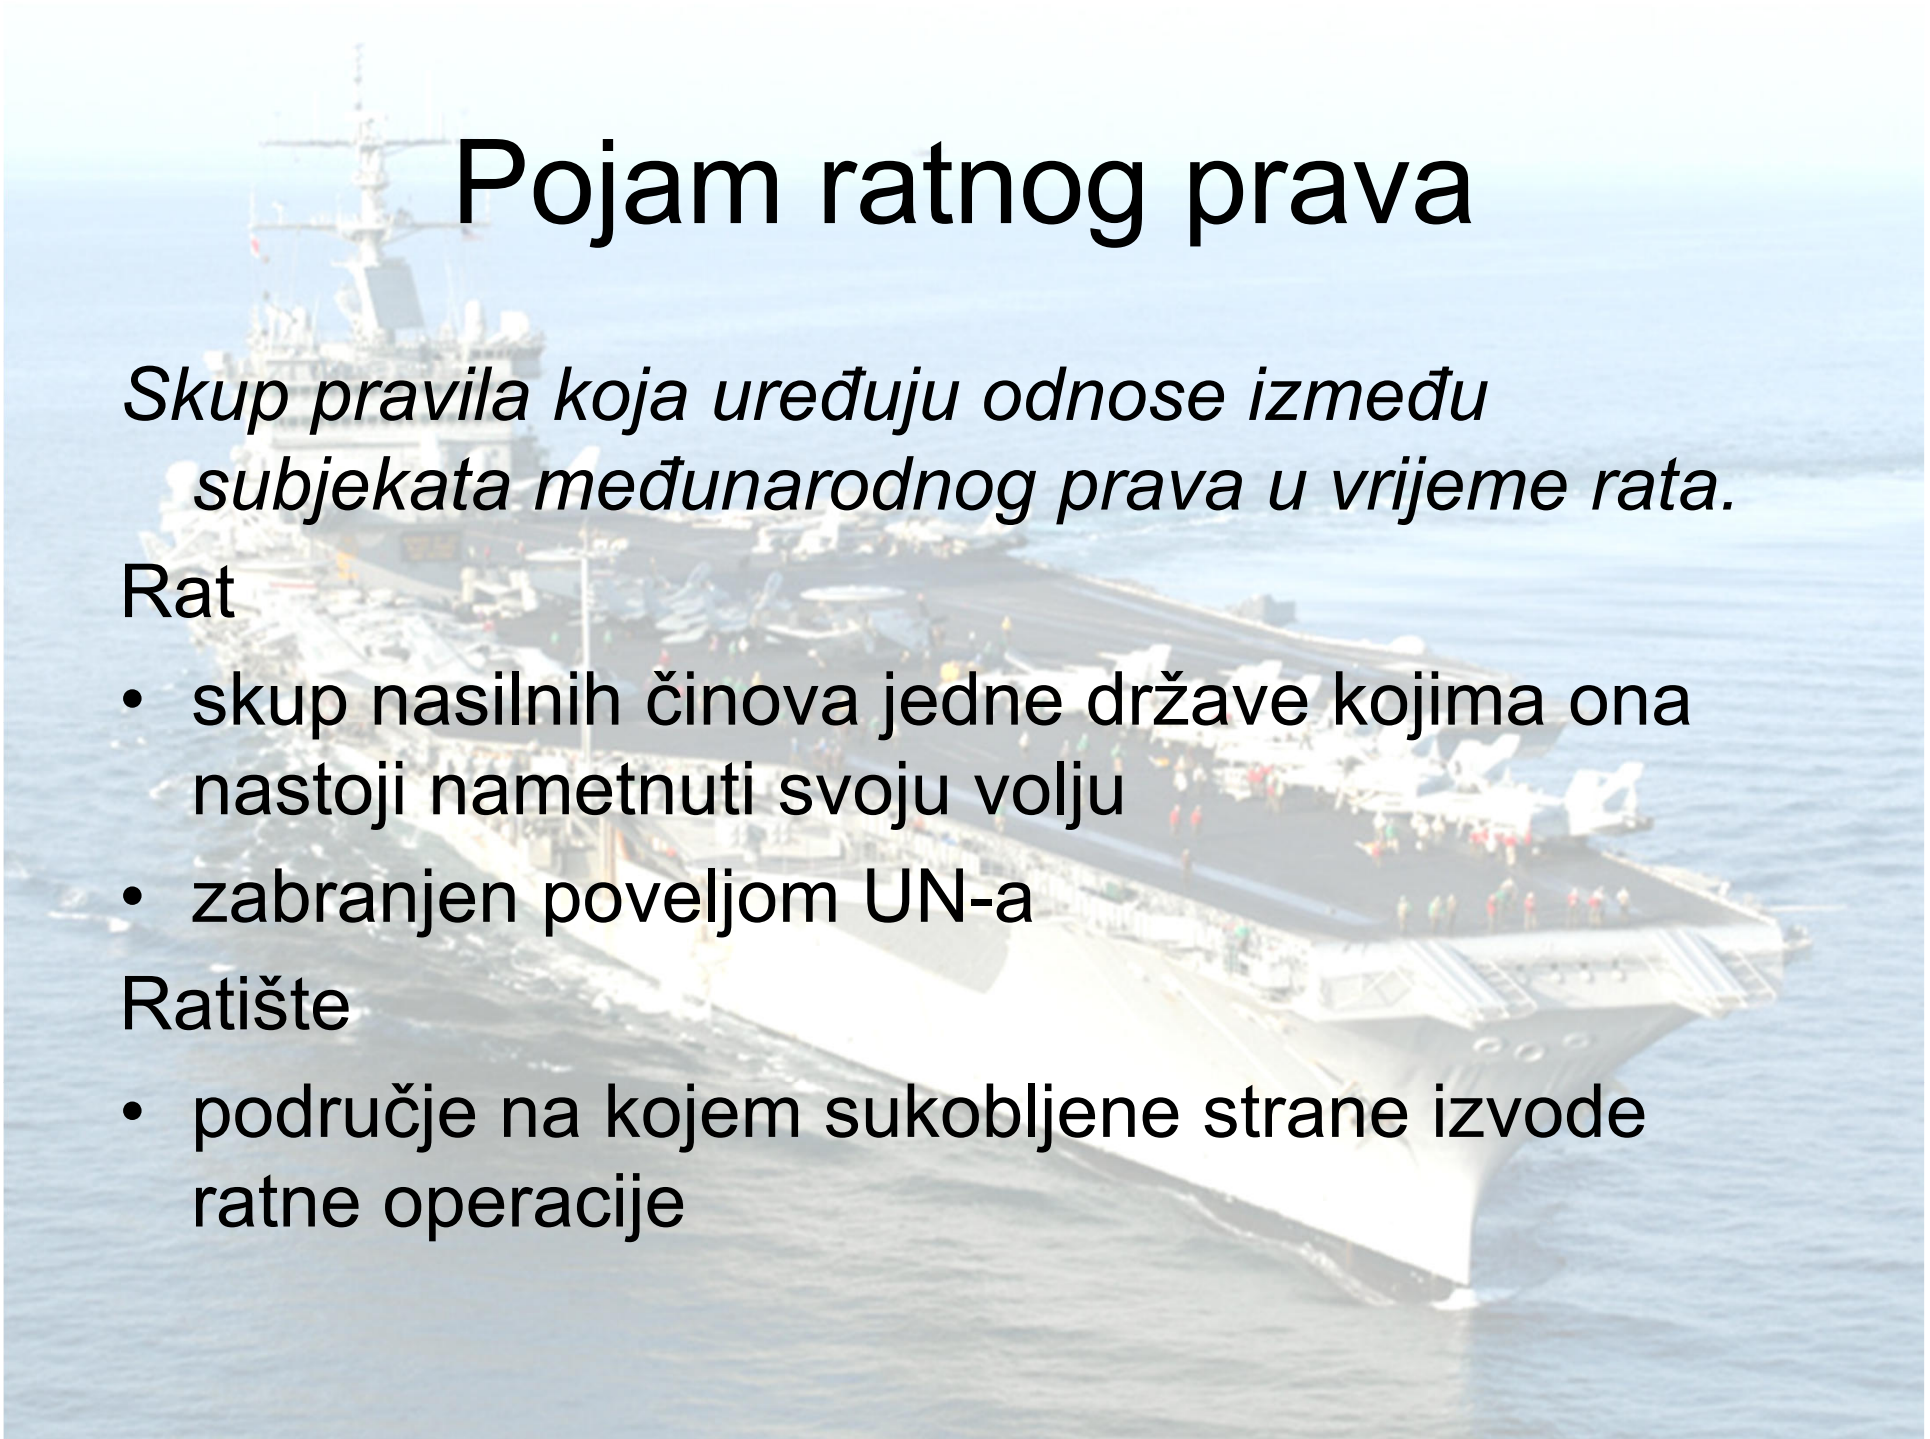 Pojam ratnog prava
Skup pravila koja uređuju odnose između
subjekata međunarodnog prava u vrijeme rata.
Rat
• skup nasilnih činova jedne države kojima ona
nastoji nametnuti svoju volju
• zabranjen poveljom UN-a
Ratište
• područje na kojem sukobljene strane izvode
ratne operacije